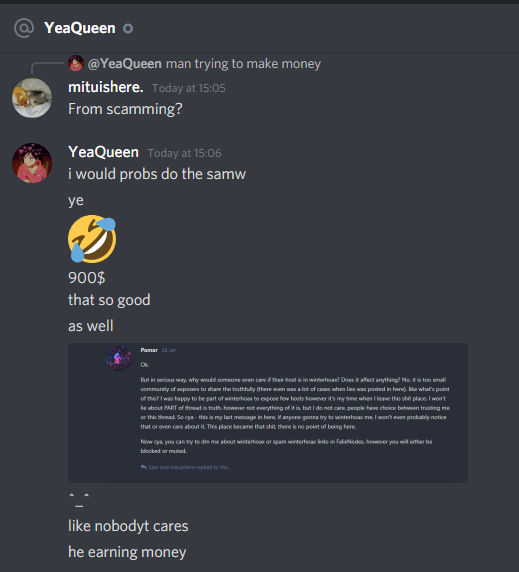 @ YeaQueen
@YeaQueen man trying to make money
mituishere. Today at 15:05
From scamming?
YeaQueen Today at 15:06
i would probs do the samw
ye
900$
that so good
as well
Pamar 28 Jan
Ok.
But in serious way, why would someone even care if their host is in winterhoax? Does it affect anything? No, it is too small
community of exposers to share the truthfully (there even was a lot of cases when lies was posted in here). like what's point
of this? I was happy to be part of winterhoax to expose few hosts however it's my time when I leave this shit place. I won't
lie about PART of thread is truth, however not everything of it is, but I do not care, people have choice between trusting me
or this thread. So cya - this is my last message in here, if anyone gonna try to winterhoax me, I won't even probably notice
that or even care about it. This place became that shit, there is no point of being here.
Now cya, you can try to dm me about winterhoax or spam winterhoax links in FalixNodes, however you will either be
blocked or muted.
Sam and mituishere replied to this.
^_^
like nobodyt cares
he earning money